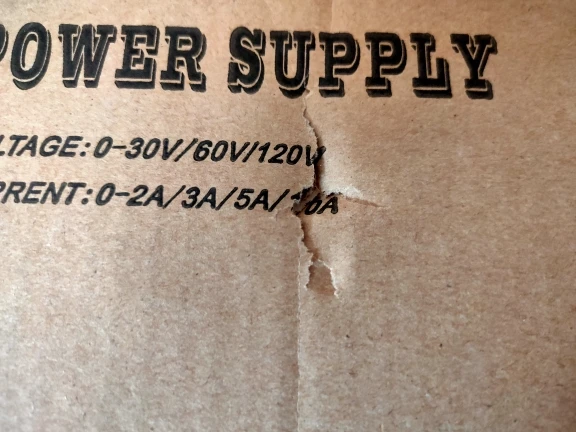 POWER SUPPLY
LTAGE: 0-30V/60V/120V
RRENT: 0-2A/3A/5A/